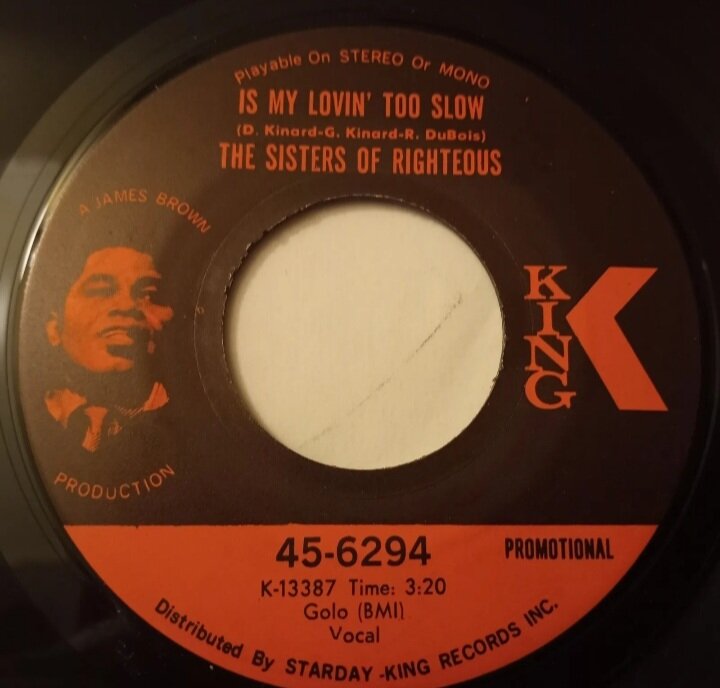 Playable On STEREO Or MONO
IS MY LOVIN' TOO SLOW
(D. Kinard-G. Kinard-R. DuBois)
THE SISTERS OF RIGHTEOUS
A JAMES BROWN
PRODUCTION
KING
K
45-6294
PROMOTIONAL
K-13387 Time: 3:20
Golo (BMI)
Vocal
Distributed By STARDAY-KING RECORDS INC.